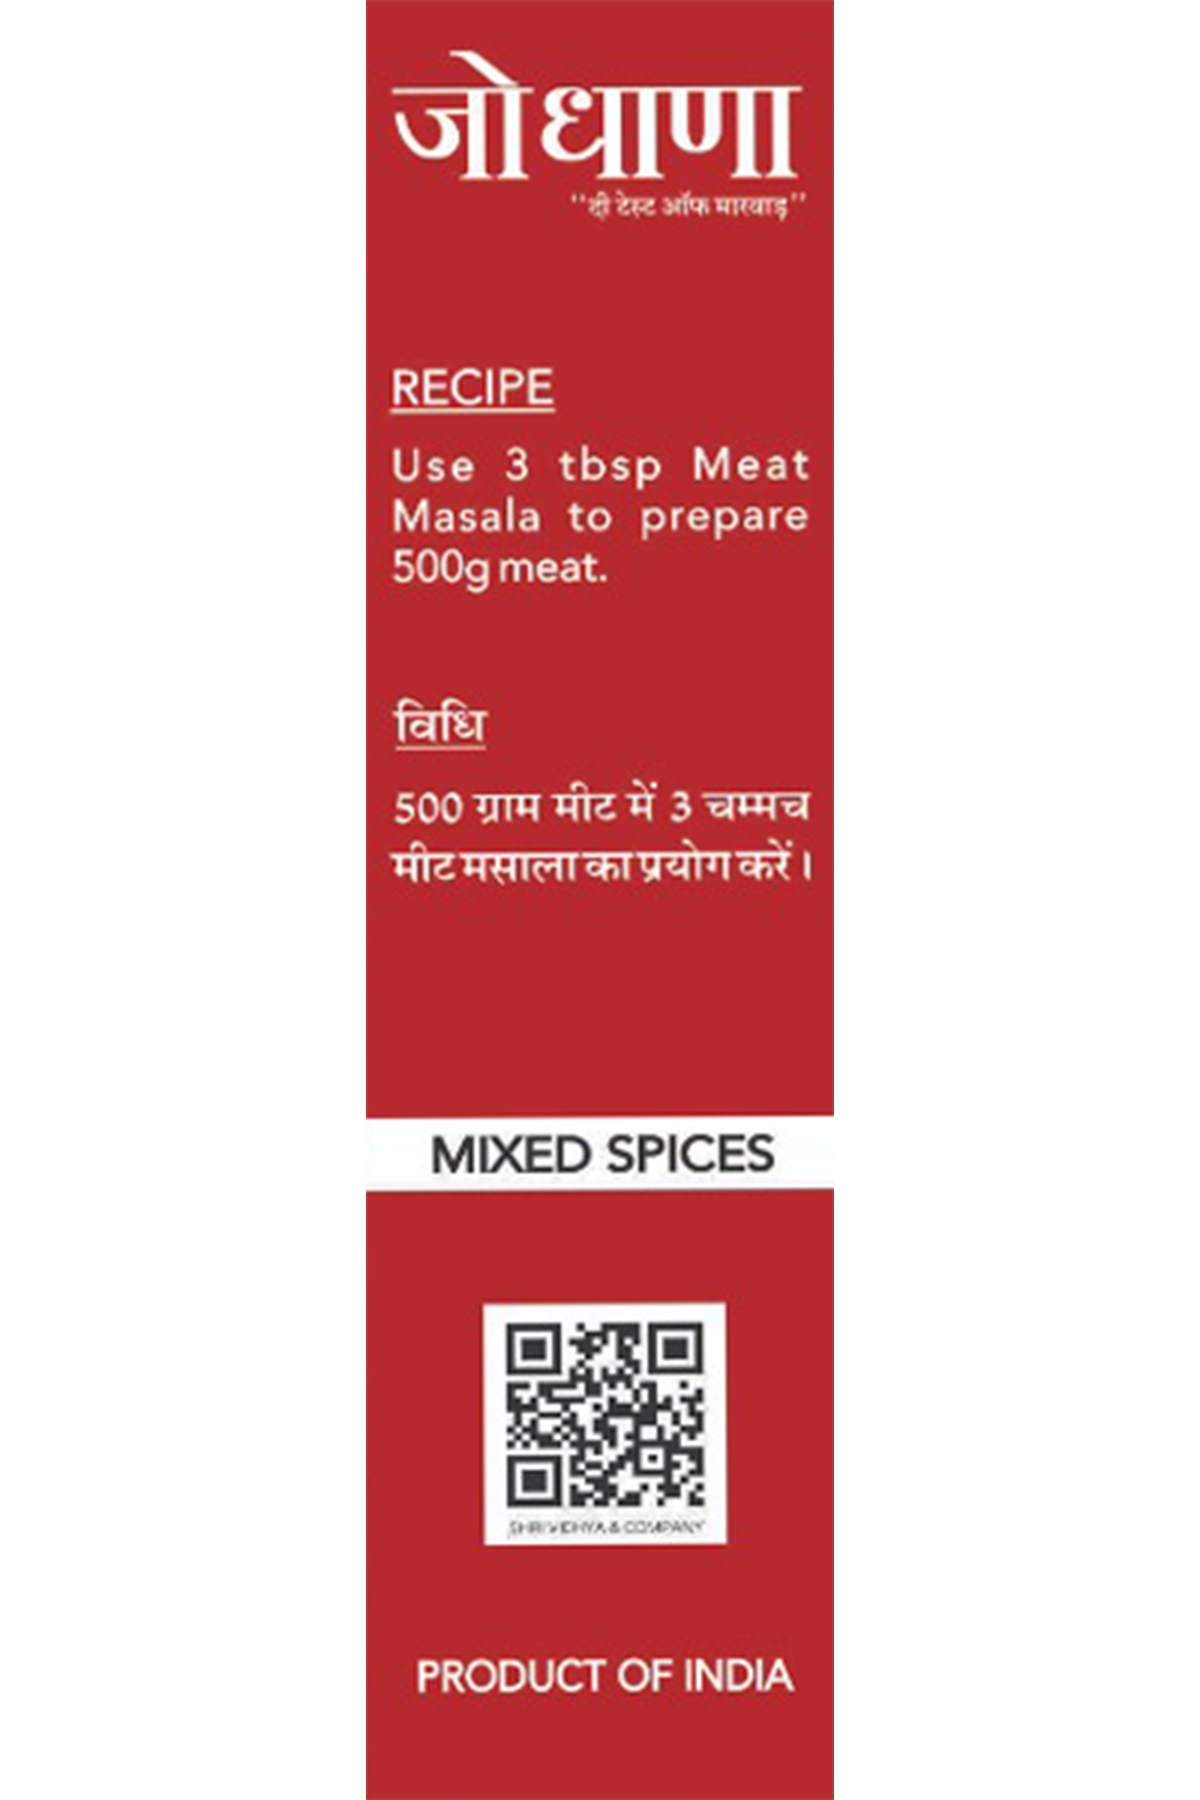 जोधाणा
"दी टेस्ट ऑफ मारवाड़"
RECIPE
Use 3 tbsp Meat
Masala to prepare
500g meat.
विधि
500 ग्राम मीट में 3 चम्मच
मीट मसाला का प्रयोग करें।
MIXED SPICES
SHRI VIDHYA & COMPANY
PRODUCT OF INDIA